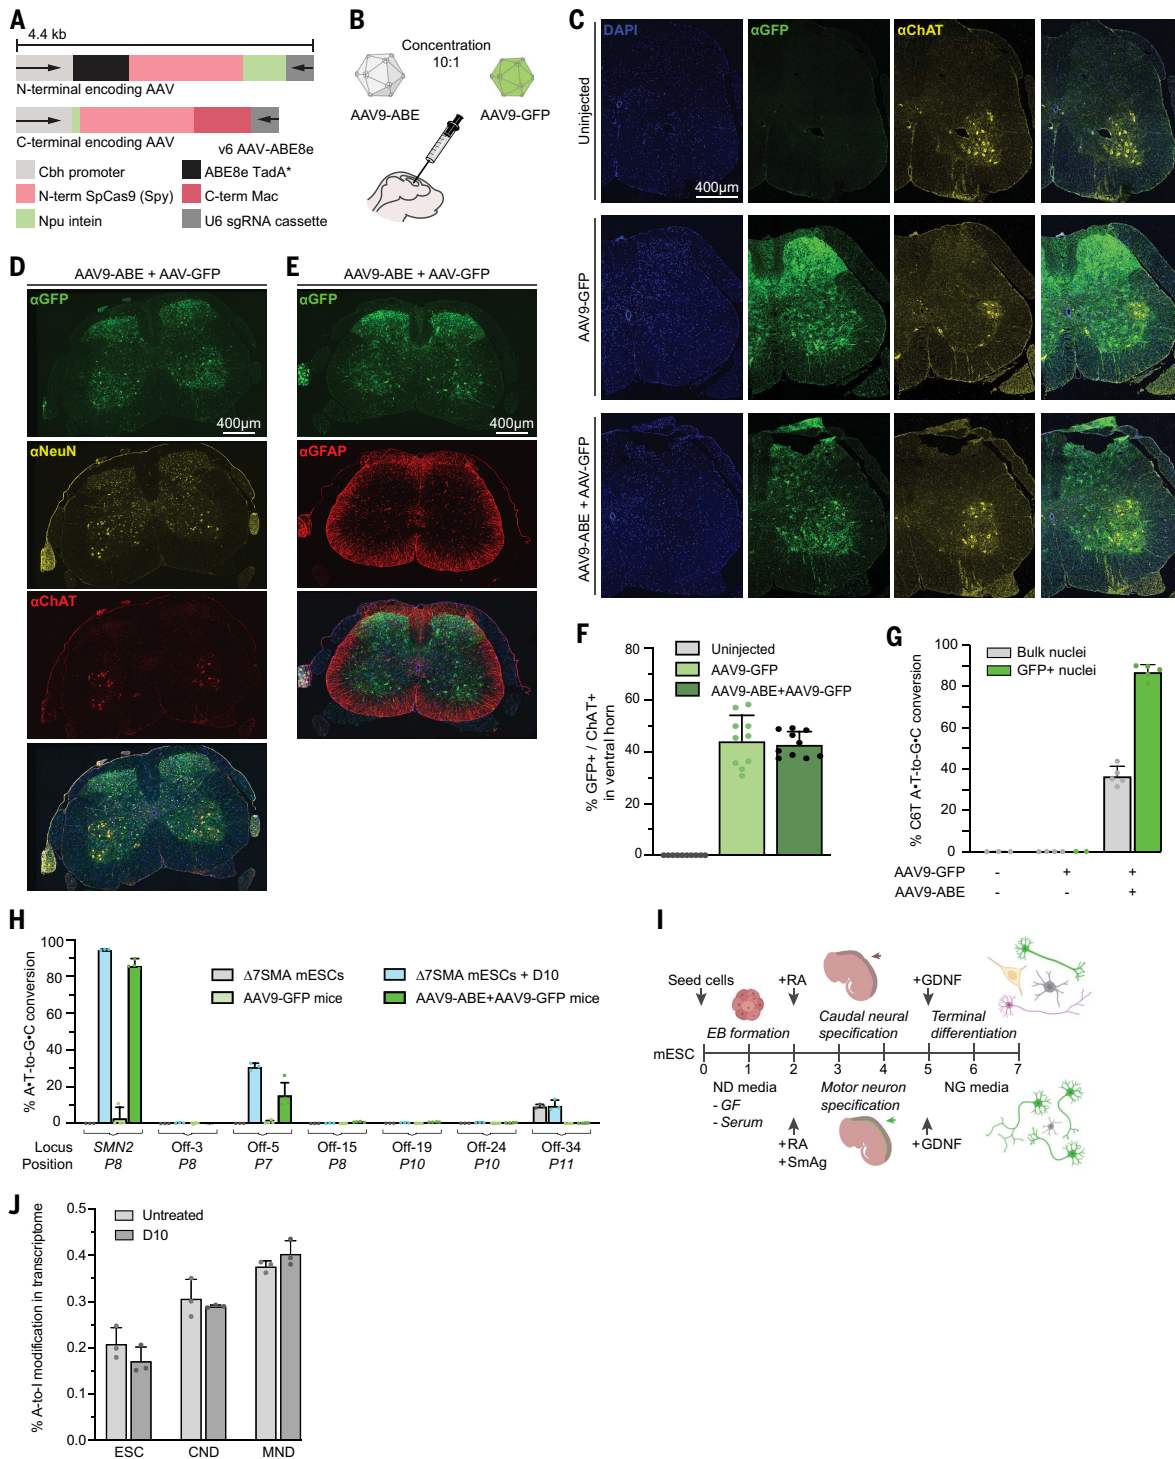 A
4.4 kb
N-terminal encoding AAV
C-terminal encoding AAV
v6 AAV-ABE8e
Cbh promoter
ABE8e TadA*
N-term SpCas9 (Spy)
C-term Mac
Npu intein
U6 sgRNA cassette
B
Concentration
10:1
AAV9-ABE
AAV9-GFP
C
DAPI
αGFP
αChAT
Uninjected
400μm
AAV9-GFP
AAV9-ABE + AAV-GFP
D
AAV9-ABE + AAV-GFP
αGFP
400μm
αNeuN
αChAT
E
AAV9-ABE + AAV-GFP
αGFP
400μm
αGFAP
F
% GFP+ / ChAT+
in ventral horn
80
60
40
20
0
Uninjected
AAV9-GFP
AAV9-ABE+AAV9-GFP
G
% C6T A•T-to-G•C conversion
100
80
60
40
20
0
Bulk nuclei
GFP+ nuclei
AAV9-GFP - + +
AAV9-ABE - - +
H
% A•T-to-G•C conversion
100
80
60
40
20
0
Δ7SMA mESCs
Δ7SMA mESCs + D10
AAV9-GFP mice
AAV9-ABE+AAV9-GFP mice
Locus SMN2 Off-3 Off-5 Off-15 Off-19 Off-24 Off-34
Position P8 P8 P7 P8 P10 P10 P11
I
Seed cells
+RA
+GDNF
EB formation
Caudal neural
specification
Terminal
differentiation
mESC
0 1 2 3 4 5 6 7
ND media
- GF
- Serum
Motor neuron
specification
NG media
+RA
+SmAg
+GDNF
J
% A-to-I modification in transcriptome
0.5
0.4
0.3
0.2
0.1
0.0
Untreated
D10
ESC CND MND